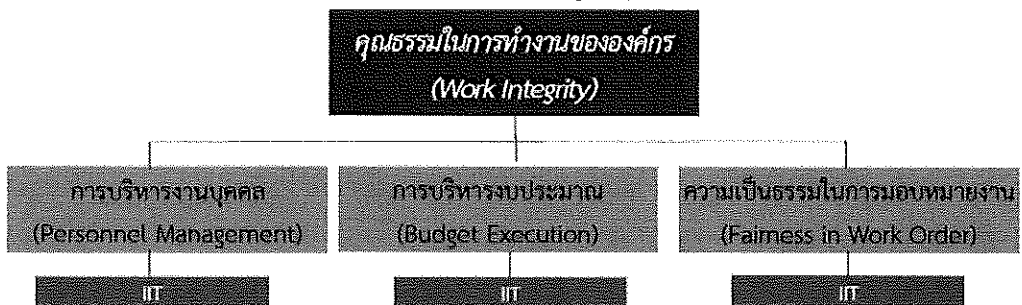 คุณธรรมในการทำงานขององค์กร
(Work Integrity)
การบริหารงานบุคคล
(Personnel Management)
การบริหารงบประมาณ
(Budget Execution)
ความเป็นธรรมในการมอบหมายงาน
(Fairness in Work Order)
IIT
IIT
IIT